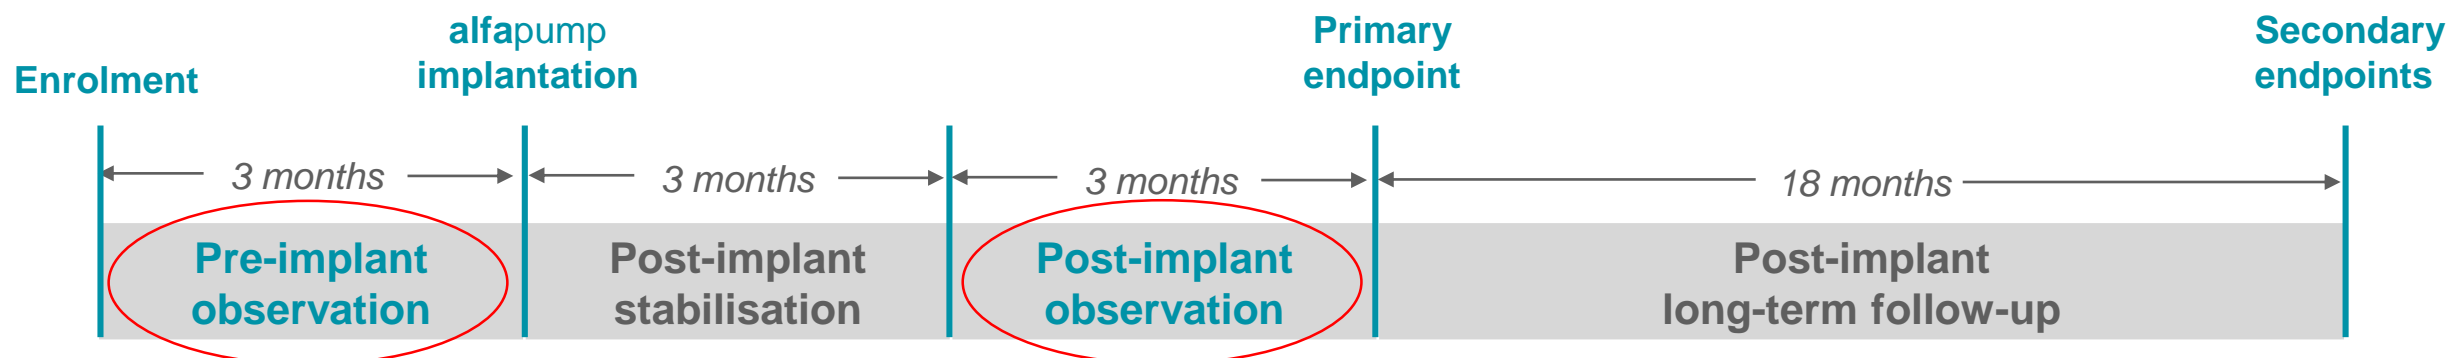 Enrolment
alfapump
implantation
Primary
endpoint
Secondary
endpoints
3 months
3 months
3 months
18 months
Pre-implant
observation
Post-implant
stabilisation
Post-implant
observation
Post-implant
long-term follow-up